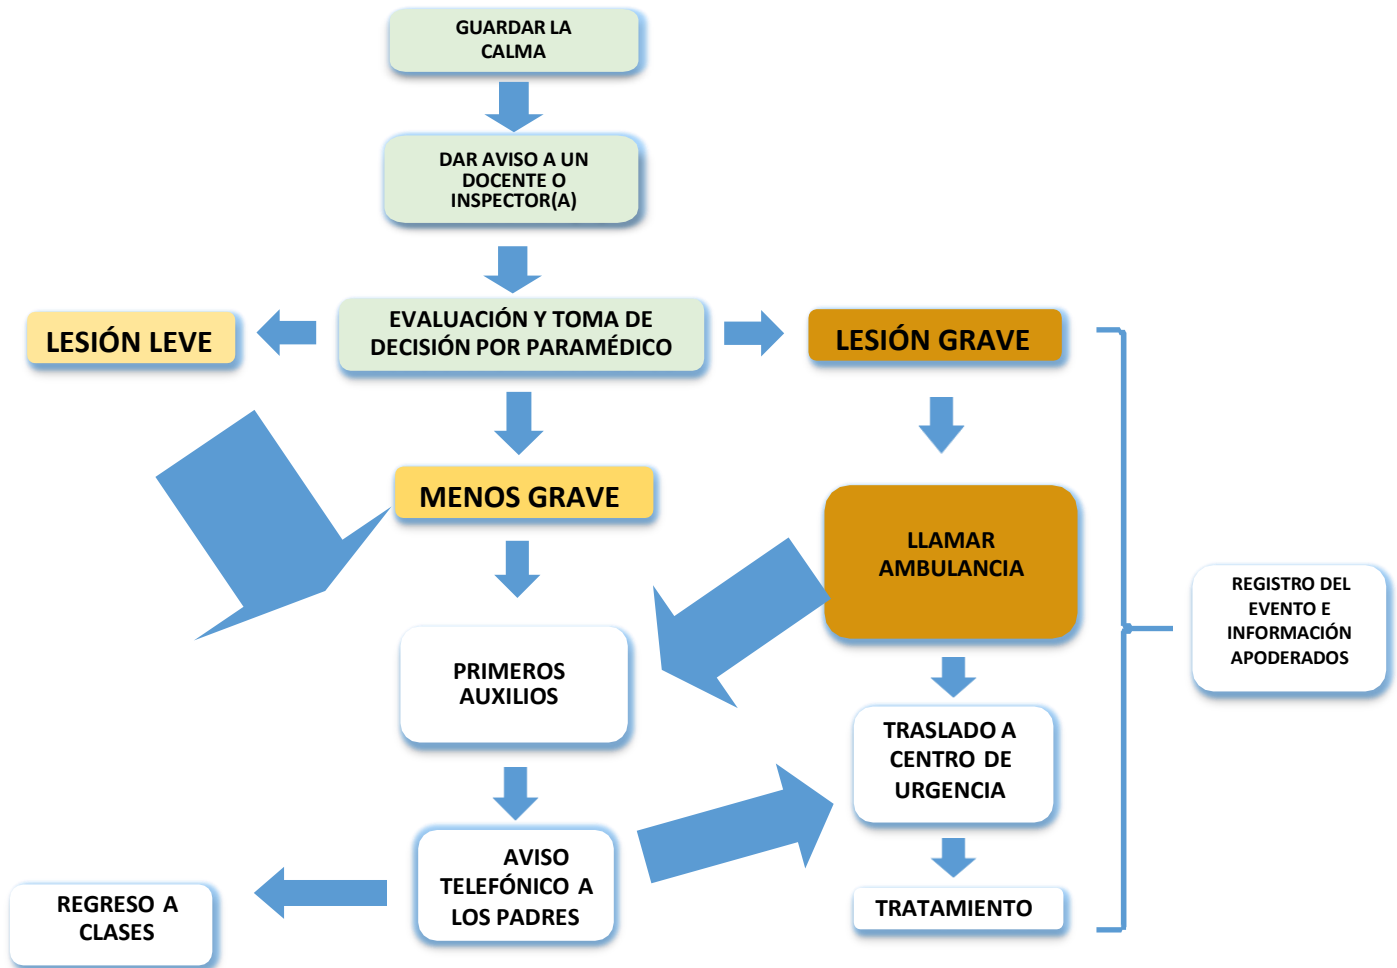 GUARDAR LA
CALMA
DAR AVISO A UN
DOCENTE O
INSPECTOR(A)
EVALUACIÓN Y TOMA DE
DECISIÓN POR PARAMÉDICO
LESIÓN LEVE
LESIÓN GRAVE
MENOS GRAVE
LLAMAR
AMBULANCIA
REGISTRO DEL
EVENTO E
INFORMACIÓN
APODERADOS
PRIMEROS
AUXILIOS
TRASLADO A
CENTRO DE
URGENCIA
AVISO
TELEFÓNICO A
LOS PADRES
REGRESO A
CLASES
TRATAMIENTO